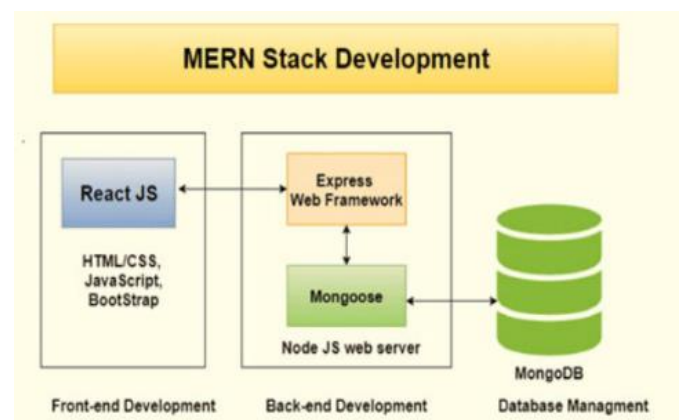 MERN Stack Development
React JS
HTML/CSS,
JavaScript,
BootStrap
Express
Web Framework
Mongoose
Node JS web server
MongoDB
Front-end Development
Back-end Development
Database Managment